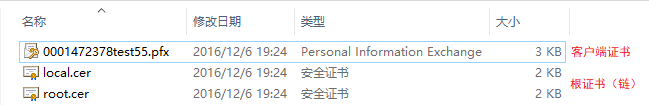 名称 修改日期 类型 大小
0001472378test55.pfx 2016/12/6 19:24 Personal Information Exchange 3 KB 客户端证书
local.cer 2016/12/6 19:24 安全证书 2 KB
根证书（链）
root.cer 2016/12/6 19:24 安全证书 2 KB